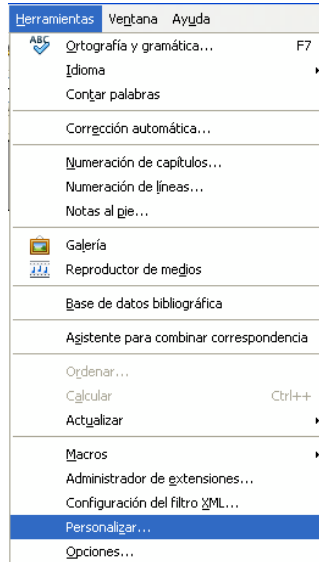 Herramientas Ventana Ayuda
ABC Ortografía y gramática... F7
Idioma
Contar palabras
Corrección automática...
Numeración de capítulos...
Numeración de líneas...
Notas al pie...
Galería
Reproductor de medios
Base de datos bibliográfica
Asistente para combinar correspondencia
Ordenar...
Calcular Ctrl++
Actualizar
Macros
Administrador de extensiones...
Configuración del filtro XML...
Personalizar...
Opciones...